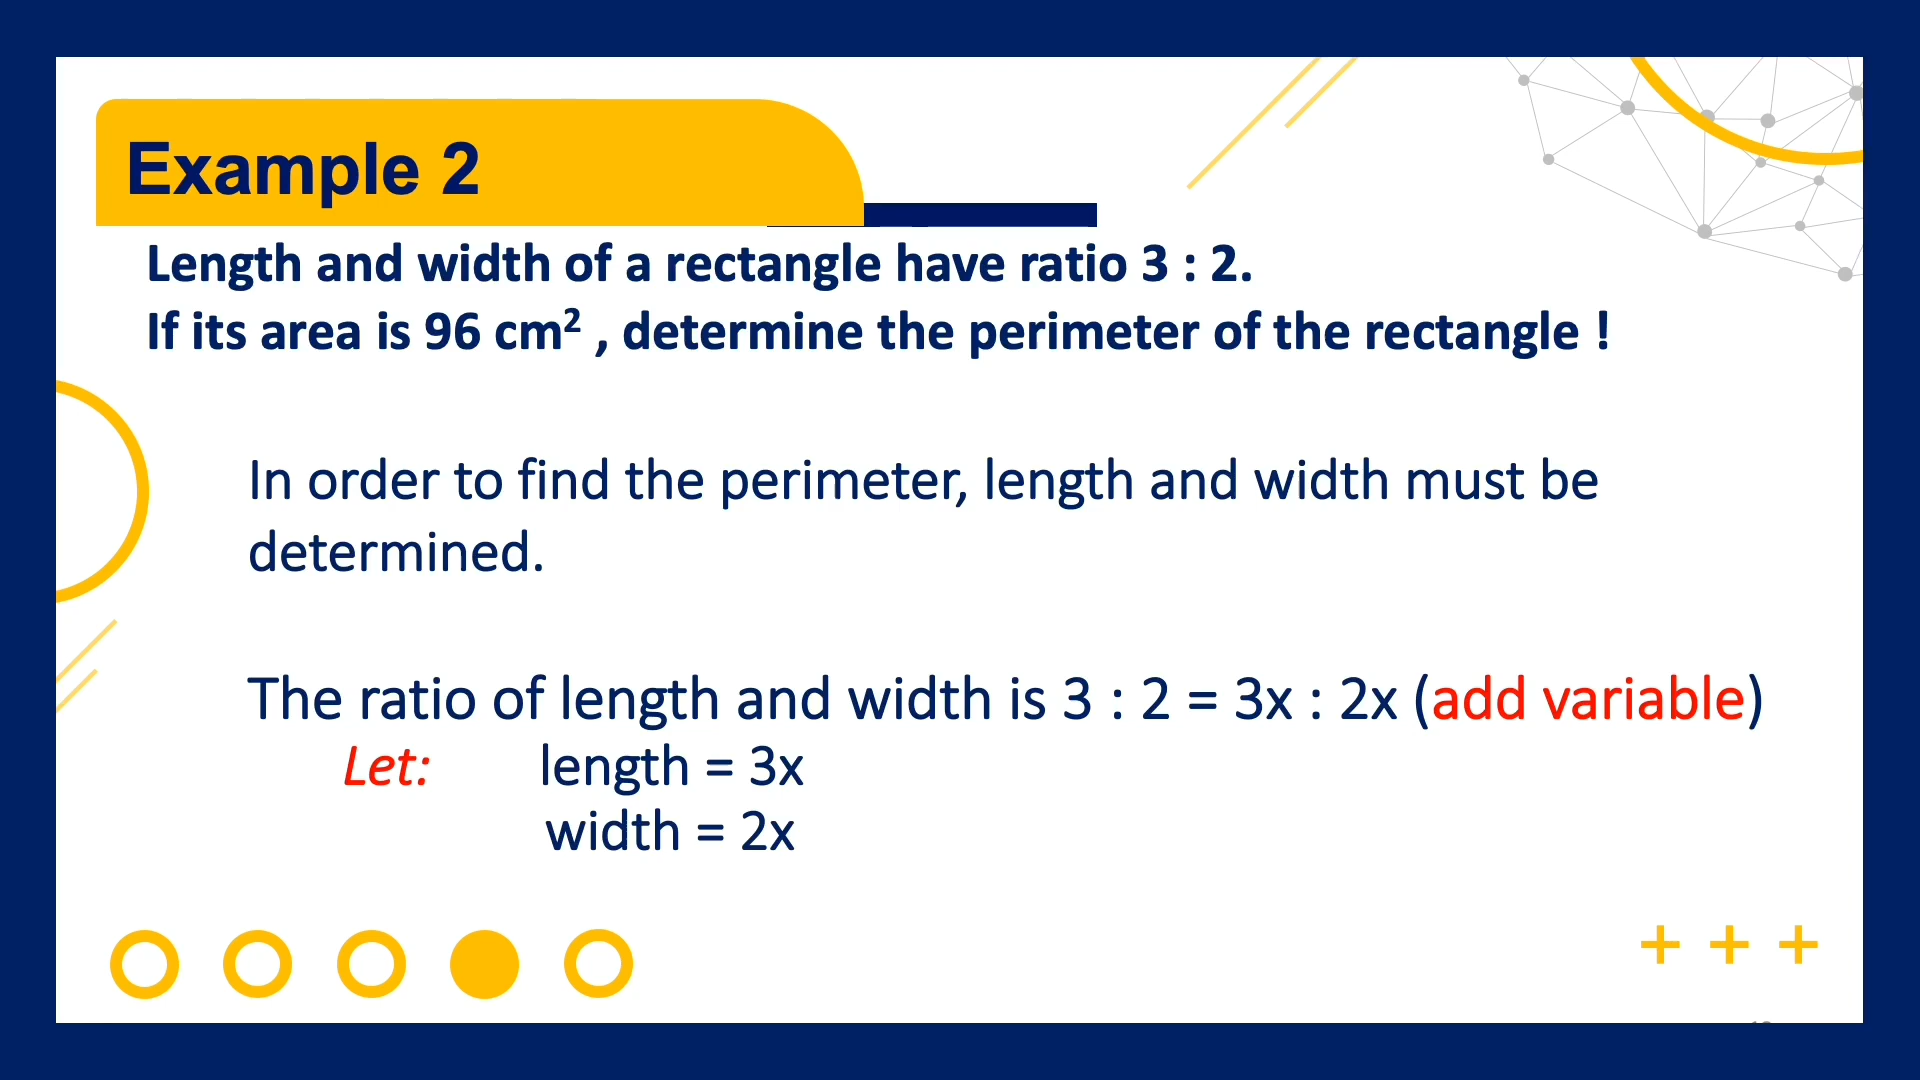 Example 2
Length and width of a rectangle have ratio 3 : 2.
If its area is 96 cm² , determine the perimeter of the rectangle !
In order to find the perimeter, length and width must be
determined.
The ratio of length and width is 3 : 2 = 3x : 2x (add variable)
Let: length = 3x
width = 2x